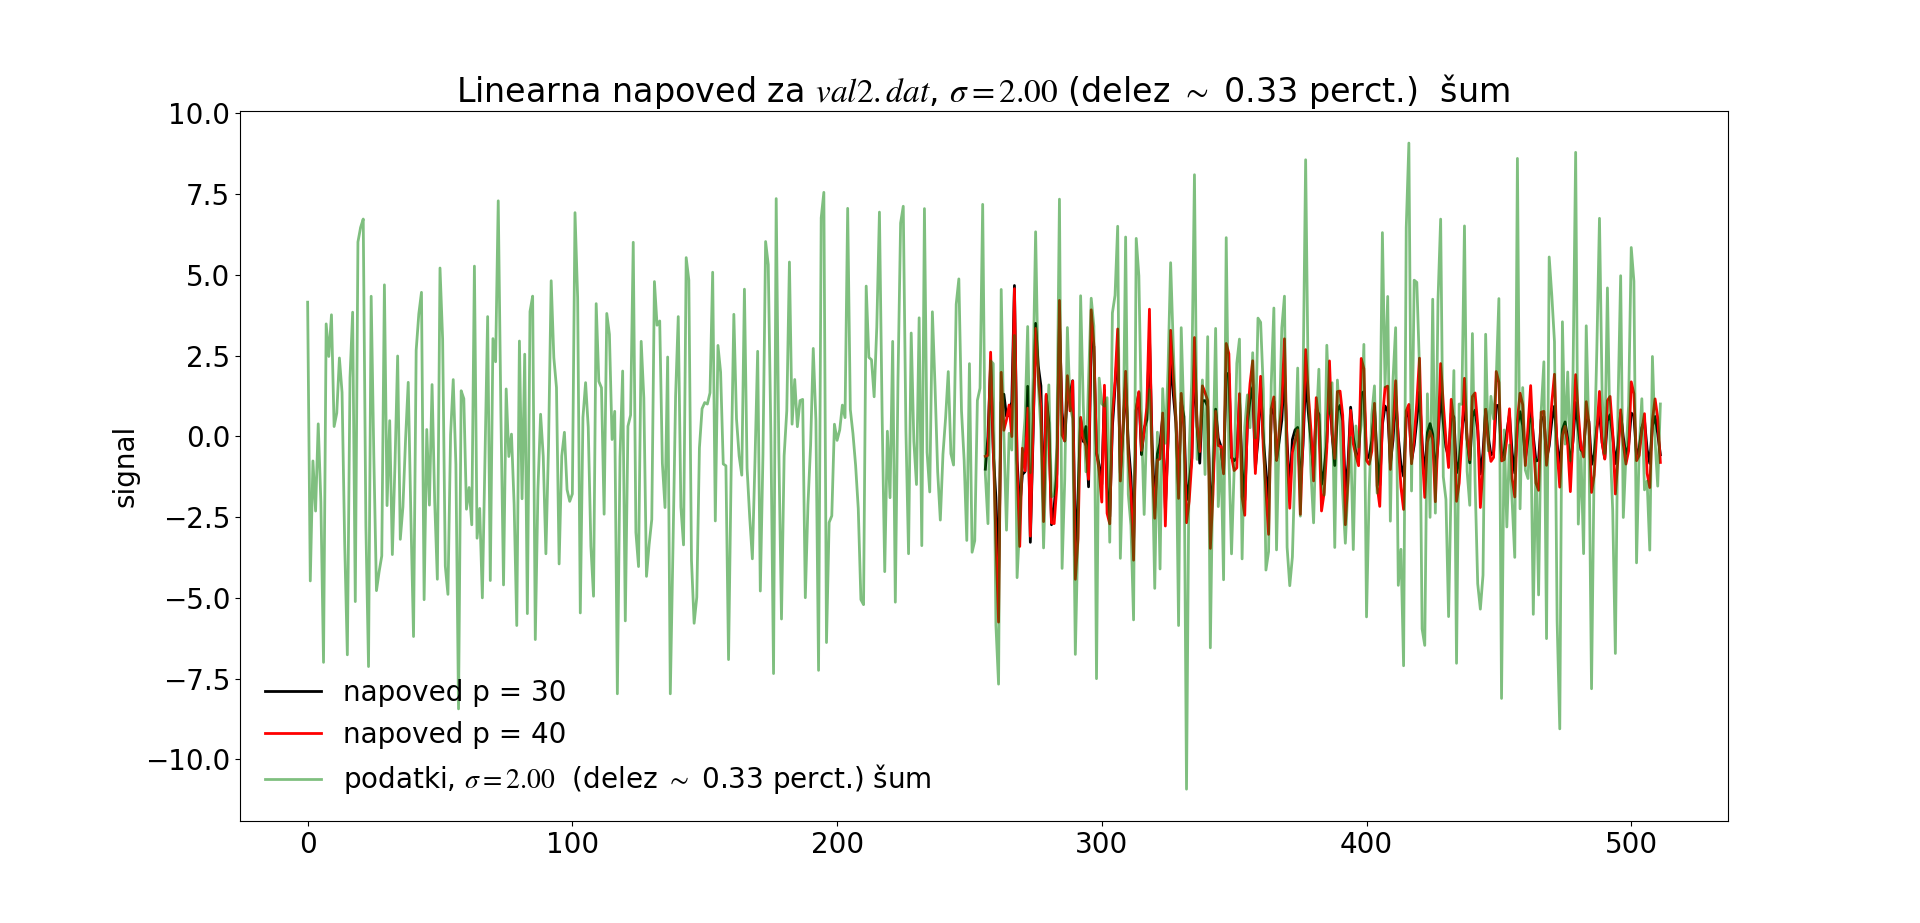 Linearna napoved za val2.dat, σ = 2.00 (delez ∼ 0.33 perct.)  šum
10.0
7.5
5.0
2.5
0.0
−2.5
−5.0
−7.5
−10.0
signal
napoved p = 30
napoved p = 40
podatki, σ = 2.00  (delez ∼ 0.33 perct.) šum
0 100 200 300 400 500